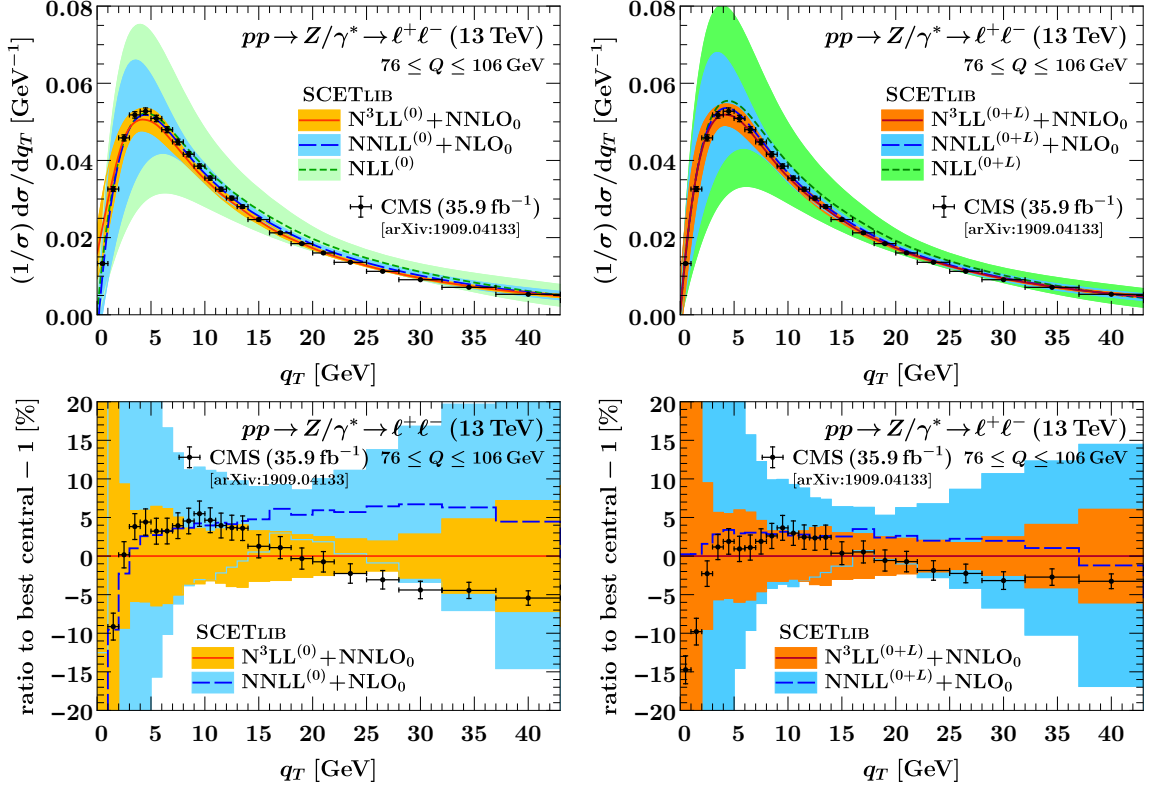 0.08
0.06
0.04
0.02
0.00
(1/σ) dσ/dq_T [GeV⁻¹]
pp → Z/γ* → ℓ⁺ℓ⁻ (13 TeV)
76 ≤ Q ≤ 106 GeV
SCETLIB
N³LL⁽⁰⁾+NNLO₀
NNLL⁽⁰⁾+NLO₀
NLL⁽⁰⁾
CMS (35.9 fb⁻¹)
[arXiv:1909.04133]
0 5 10 15 20 25 30 35 40
q_T [GeV]
0.08
0.06
0.04
0.02
0.00
(1/σ) dσ/dq_T [GeV⁻¹]
pp → Z/γ* → ℓ⁺ℓ⁻ (13 TeV)
76 ≤ Q ≤ 106 GeV
SCETLIB
N³LL⁽⁰⁺ᴸ⁾+NNLO₀
NNLL⁽⁰⁺ᴸ⁾+NLO₀
NLL⁽⁰⁺ᴸ⁾
CMS (35.9 fb⁻¹)
[arXiv:1909.04133]
0 5 10 15 20 25 30 35 40
q_T [GeV]
20
15
10
5
0
−5
−10
−15
−20
ratio to best central − 1 [%]
pp → Z/γ* → ℓ⁺ℓ⁻ (13 TeV)
CMS (35.9 fb⁻¹) 76 ≤ Q ≤ 106 GeV
[arXiv:1909.04133]
SCETLIB
N³LL⁽⁰⁾+NNLO₀
NNLL⁽⁰⁾+NLO₀
0 5 10 15 20 25 30 35 40
q_T [GeV]
20
15
10
5
0
−5
−10
−15
−20
ratio to best central − 1 [%]
pp → Z/γ* → ℓ⁺ℓ⁻ (13 TeV)
CMS (35.9 fb⁻¹) 76 ≤ Q ≤ 106 GeV
[arXiv:1909.04133]
SCETLIB
N³LL⁽⁰⁺ᴸ⁾+NNLO₀
NNLL⁽⁰⁺ᴸ⁾+NLO₀
0 5 10 15 20 25 30 35 40
q_T [GeV]